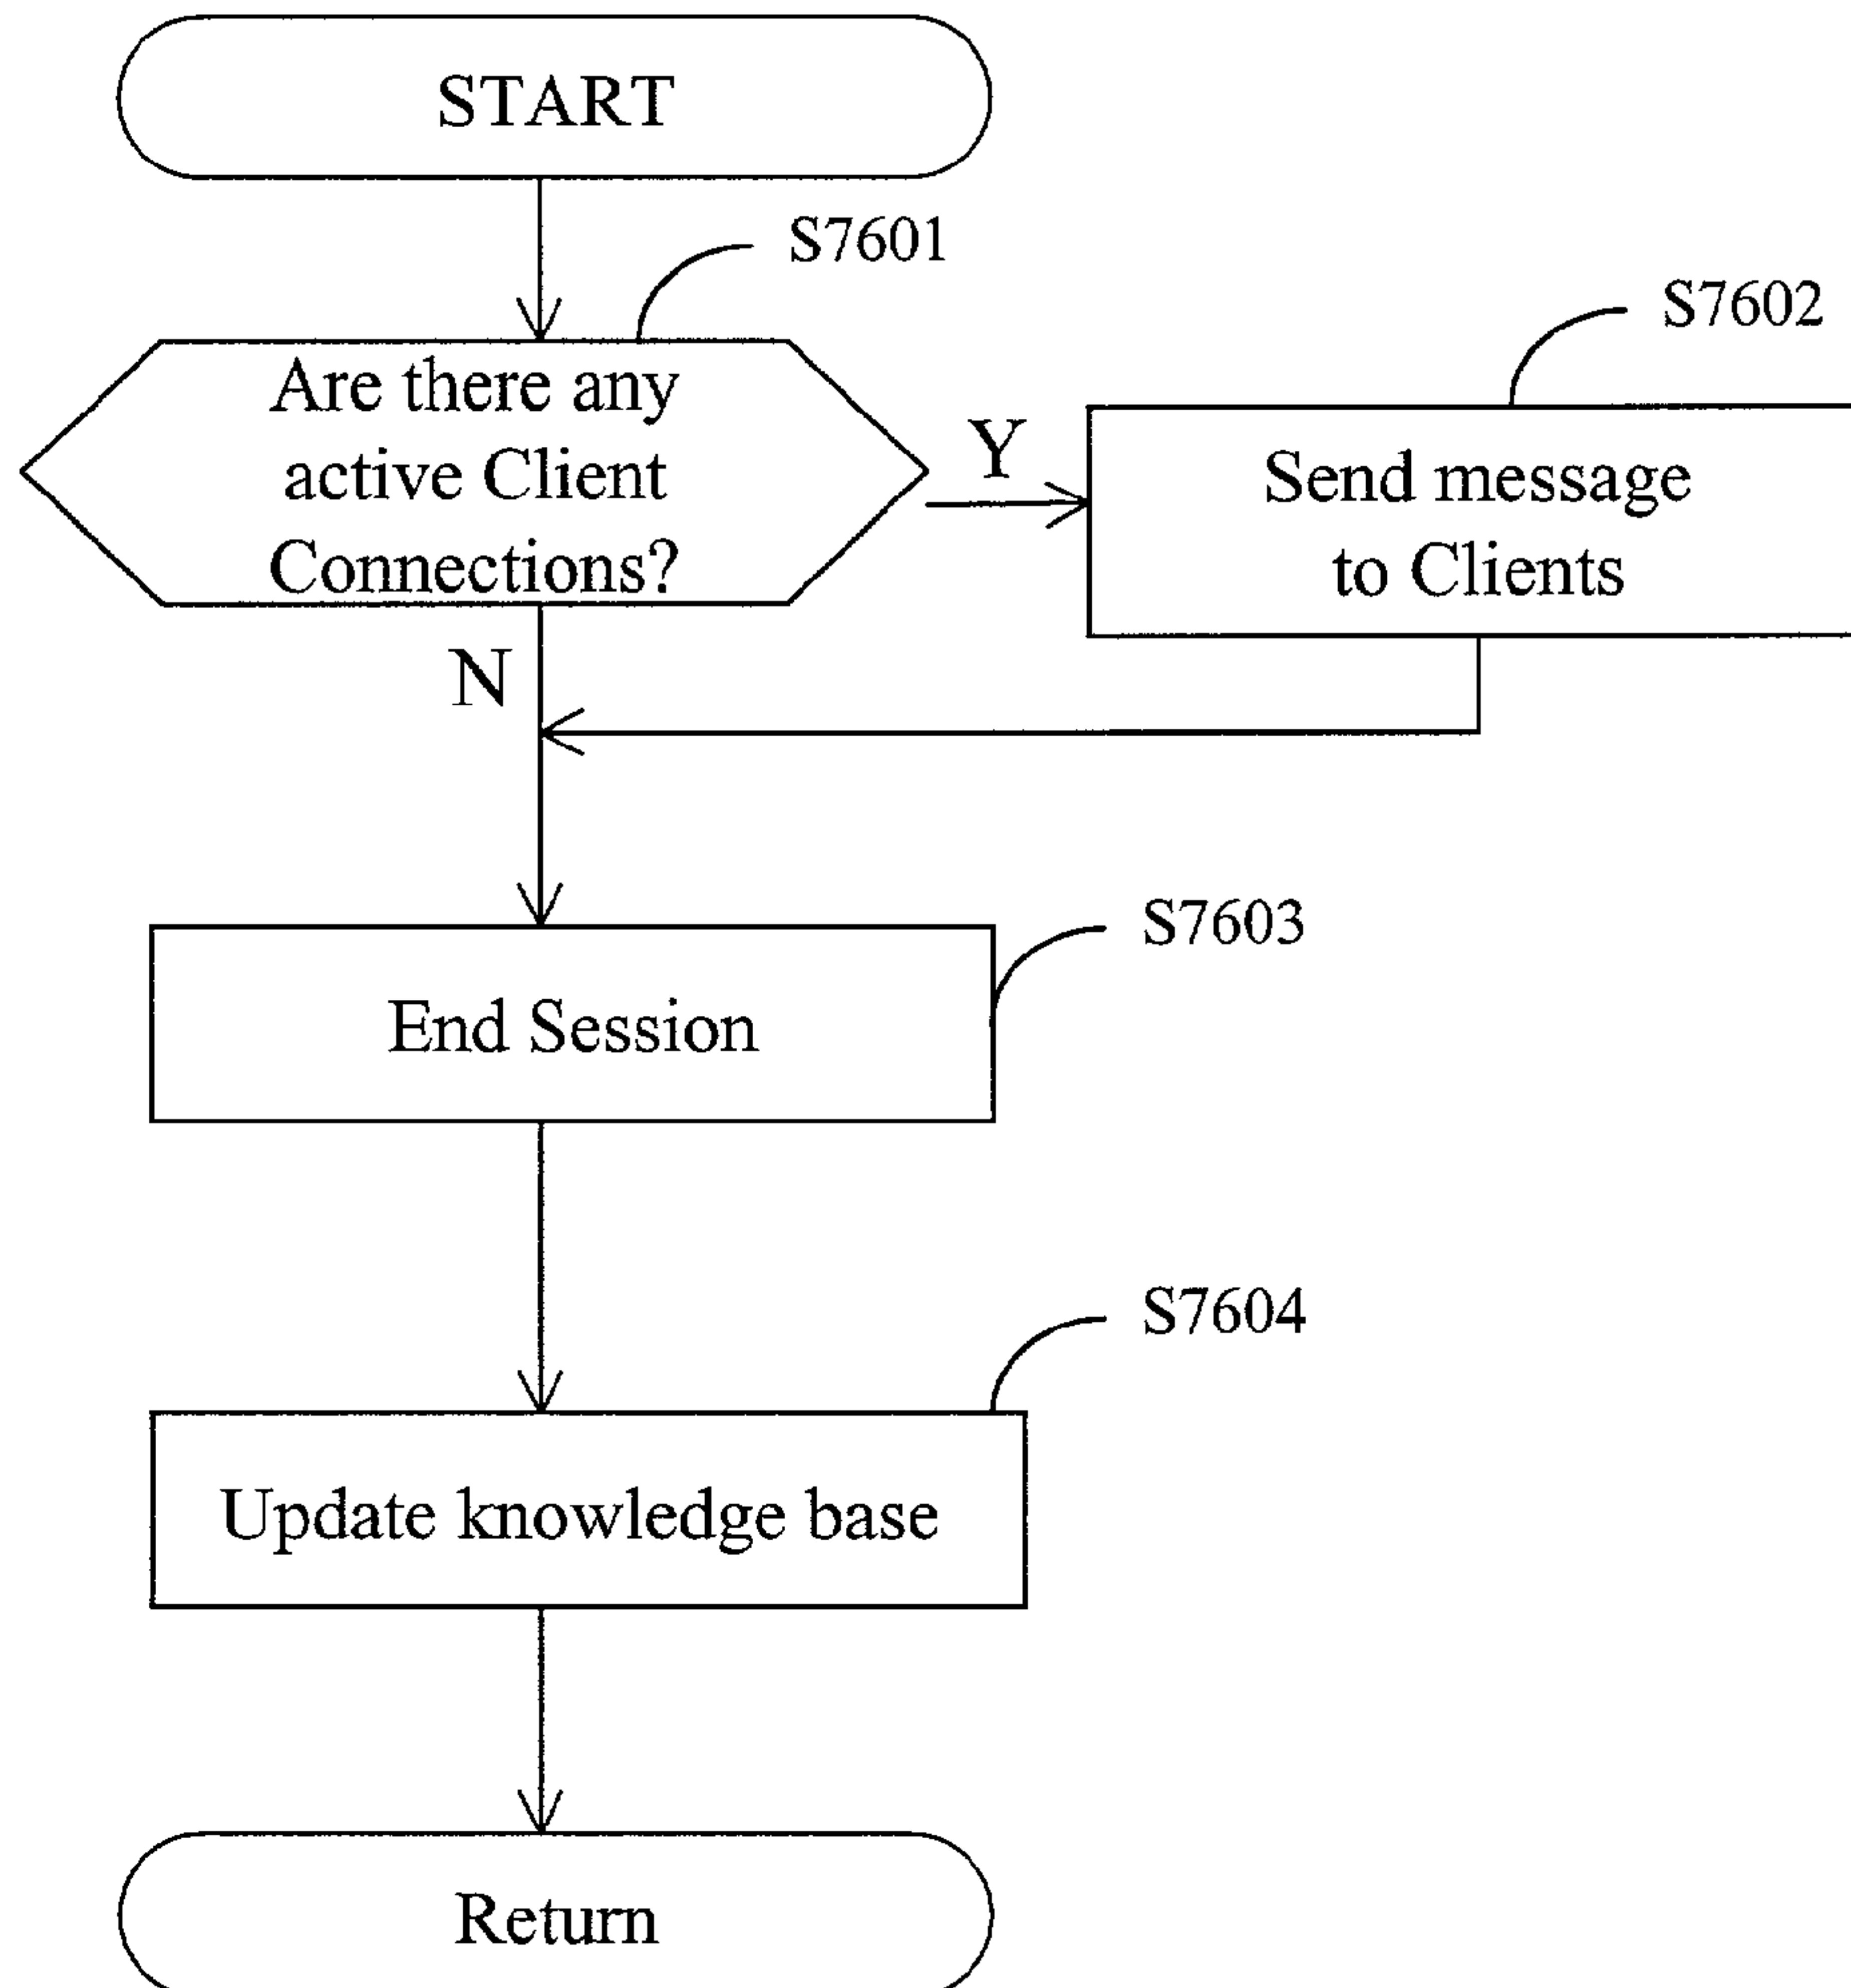 START
S7601
S7602
Are there any
active Client
Connections?
Y
Send message
to Clients
N
S7603
End Session
S7604
Update knowledge base
Return